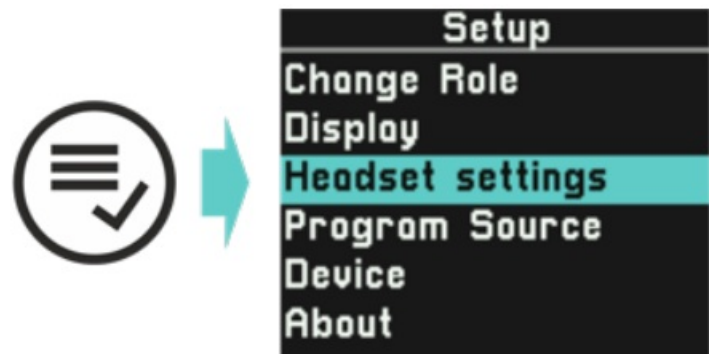 Setup
Change Role
Display
Headset settings
Program Source
Device
About